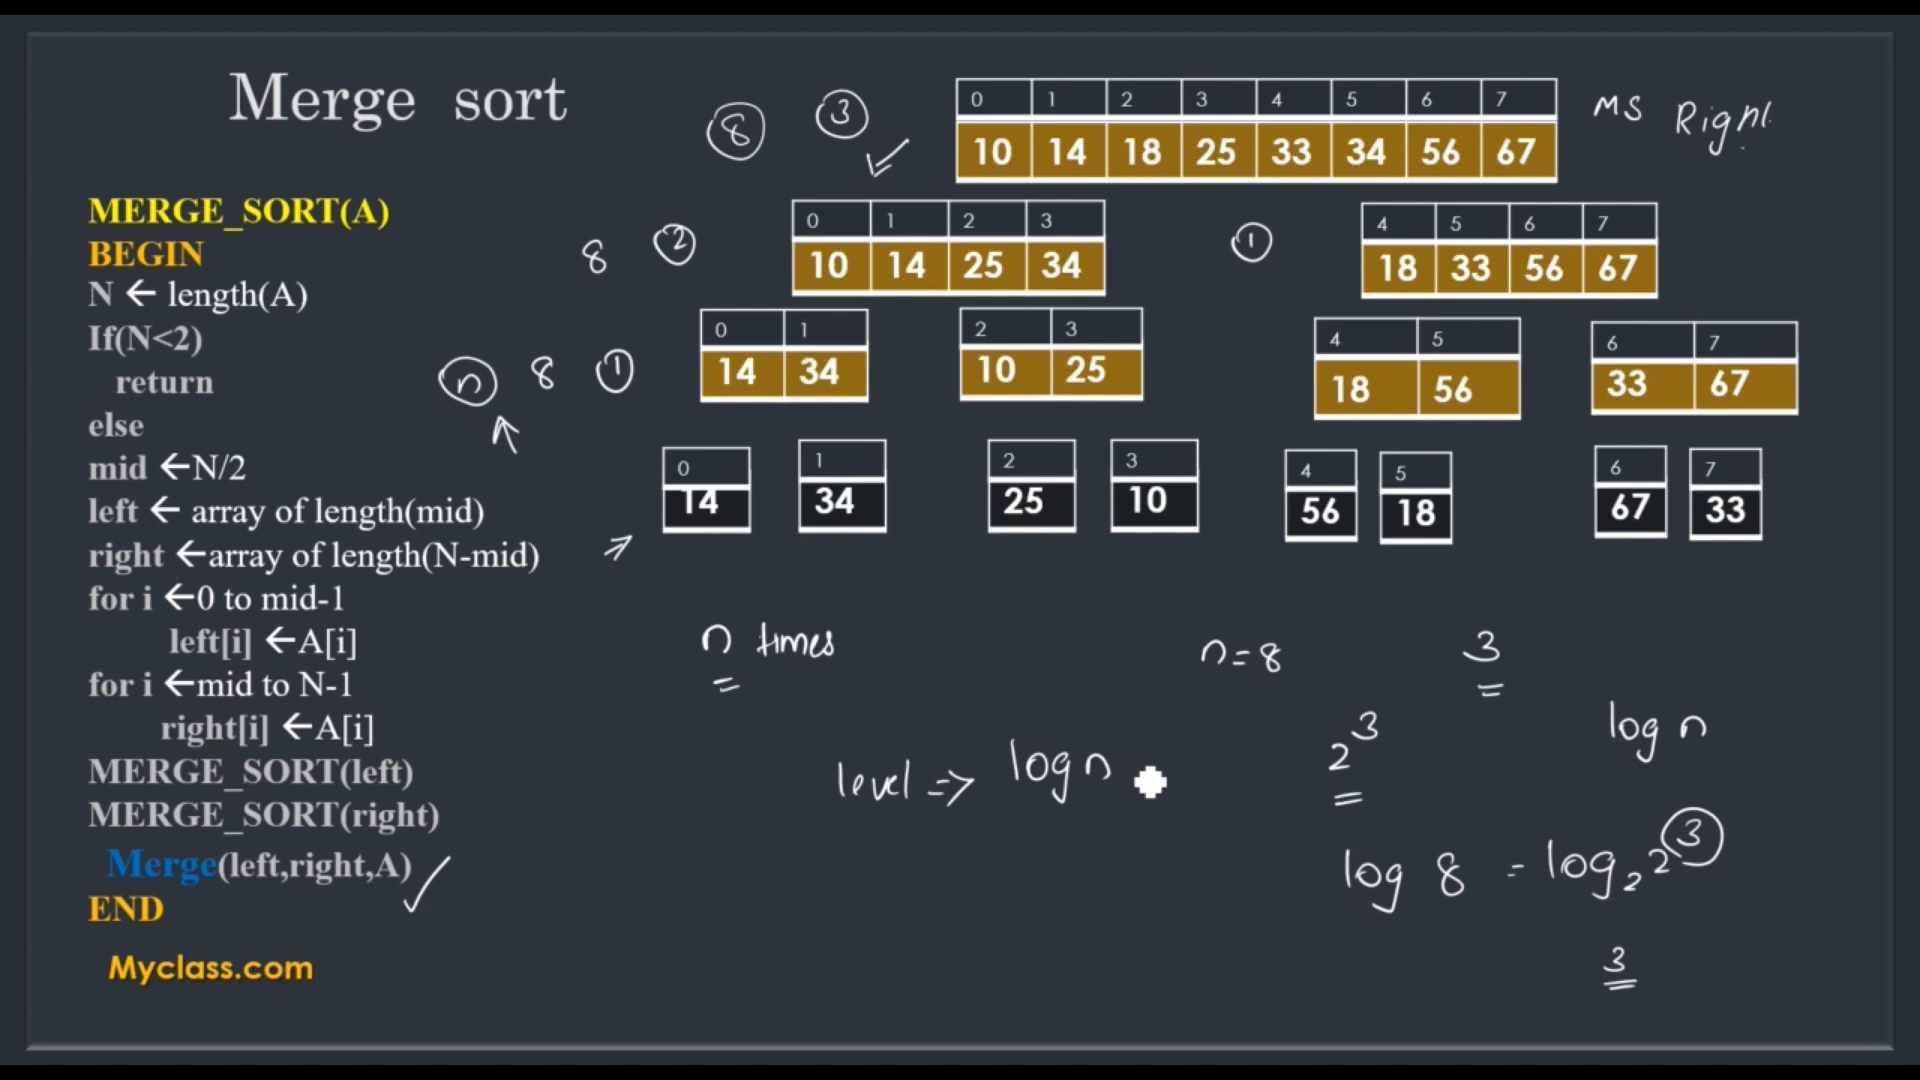 Merge sort
MERGE_SORT(A)
BEGIN
N ← length(A)
If(N<2)
return
else
mid ←N/2
left ← array of length(mid)
right ←array of length(N-mid)
for i ←0 to mid-1
left[i] ←A[i]
for i ←mid to N-1
right[i] ←A[i]
MERGE_SORT(left)
MERGE_SORT(right)
Merge(left,right,A)
END
Myclass.com
8 3
0 1 2 3 4 5 6 7
10 14 18 25 33 34 56 67
MS Right
8 2
0 1 2 3
10 14 25 34
1
4 5 6 7
18 33 56 67
n 8 1
0 1
14 34
2 3
10 25
4 5
18 56
6 7
33 67
0 1 2 3 4 5 6 7
14 34 25 10 56 18 67 33
n times
n=8
3
2^3
log n
level => log n
log 8 = log₂ 2^3
3